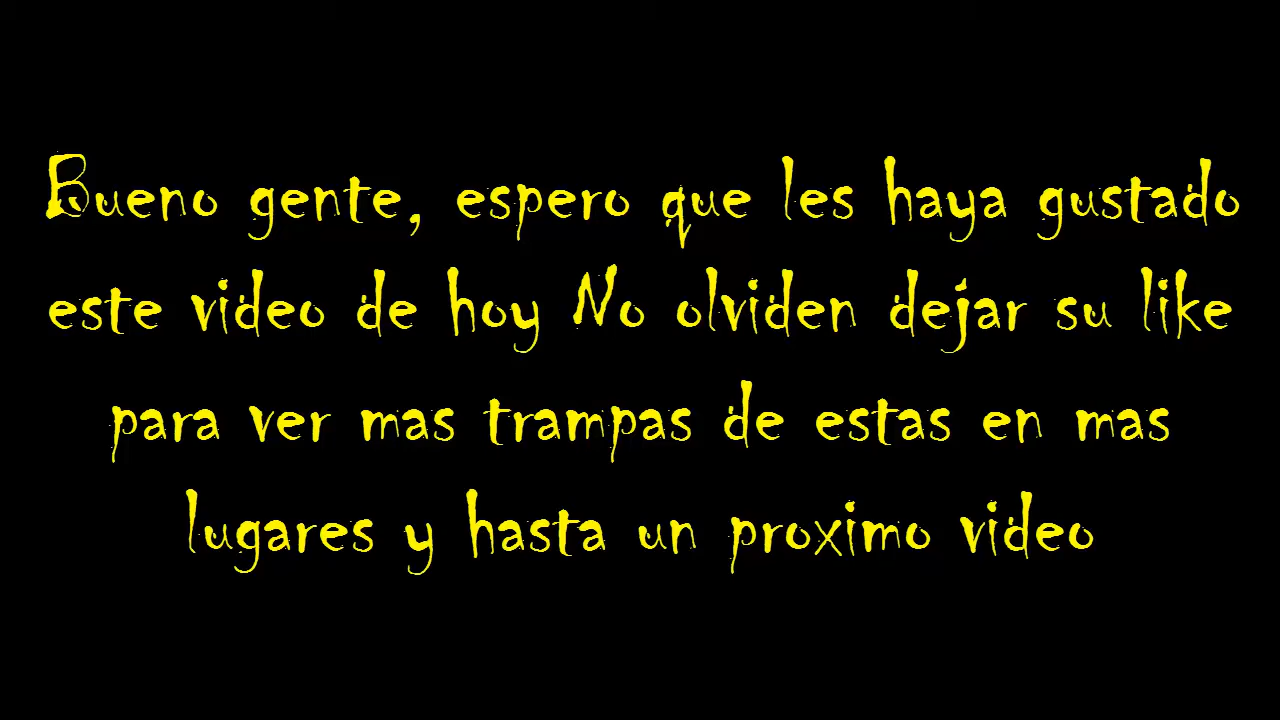 Bueno gente, espero que les haya gustado
este video de hoy No olviden dejar su like
para ver mas trampas de estas en mas
lugares y hasta un proximo video